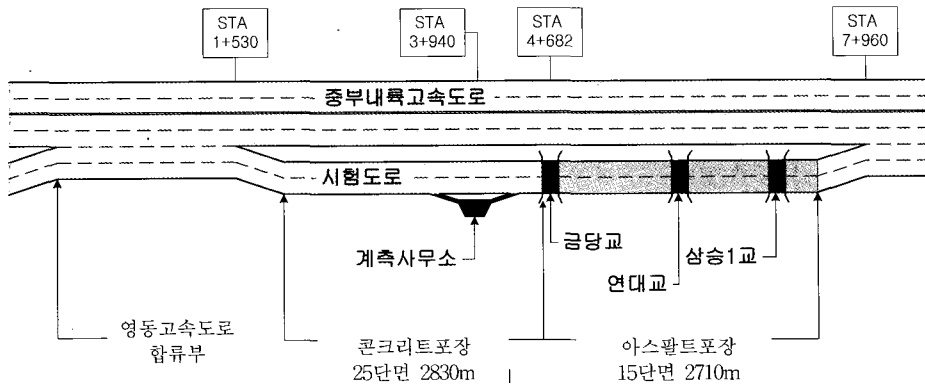 STA
1+530
STA
3+940
STA
4+682
STA
7+960
중부내륙고속도로
시험도로
계측사무소
금당교
연대교
삼승1교
영동고속도로
합류부
콘크리트포장
25단면 2830m
아스팔트포장
15단면 2710m